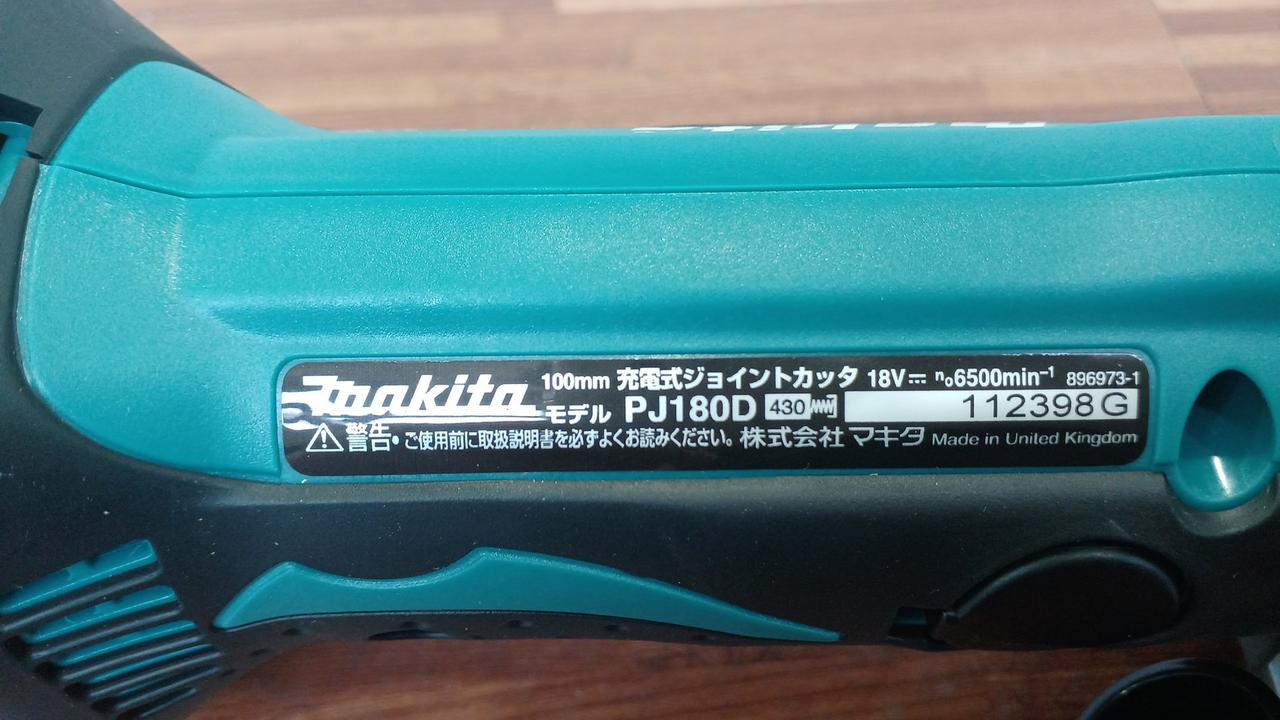 makita 100mm 充電式ジョイントカッタ 18V⎓ n₀6500min⁻¹ 896973-1
モデル PJ180D 430 112398G
⚠警告・ご使用前に取扱説明書を必ずよくお読みください。 株式会社 マキタ Made in United Kingdom